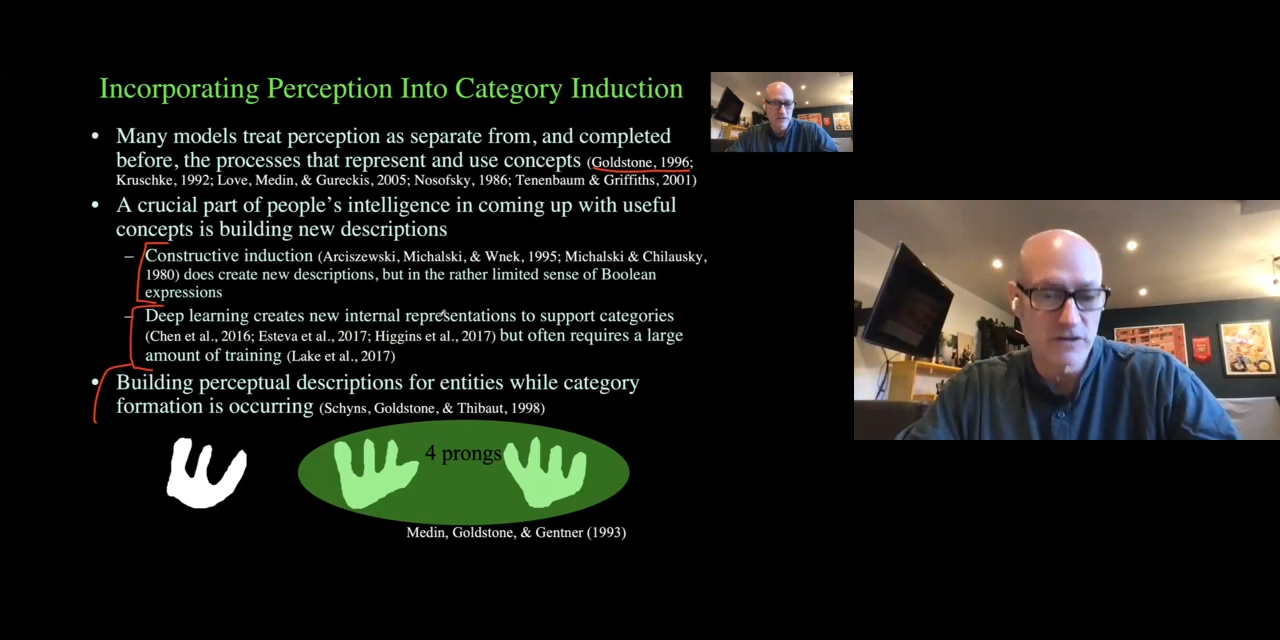 Incorporating Perception Into Category Induction
• Many models treat perception as separate from, and completed
before, the processes that represent and use concepts (Goldstone, 1996;
Kruschke, 1992; Love, Medin, & Gureckis, 2005; Nosofsky, 1986; Tenenbaum & Griffiths, 2001)
• A crucial part of people's intelligence in coming up with useful
concepts is building new descriptions
– Constructive induction (Arciszewski, Michalski, & Wnek, 1995; Michalski & Chilausky,
1980) does create new descriptions, but in the rather limited sense of Boolean
expressions
– Deep learning creates new internal representations to support categories
(Chen et al., 2016; Esteva et al., 2017; Higgins et al., 2017) but often requires a large
amount of training (Lake et al., 2017)
• Building perceptual descriptions for entities while category
formation is occurring (Schyns, Goldstone, & Thibaut, 1998)
4 prongs
Medin, Goldstone, & Gentner (1993)